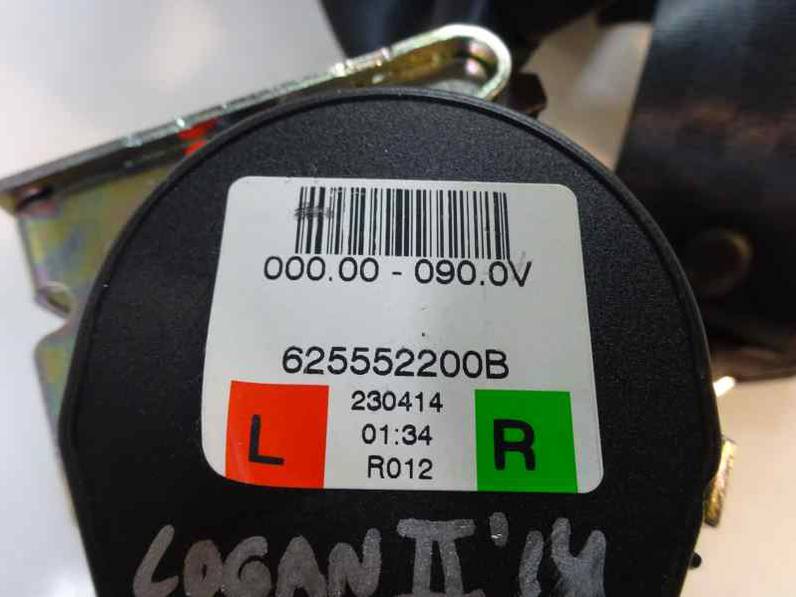 000.00 - 090.0V
625552200B
230414
L 01:34 R
R012
LOGAN II '14